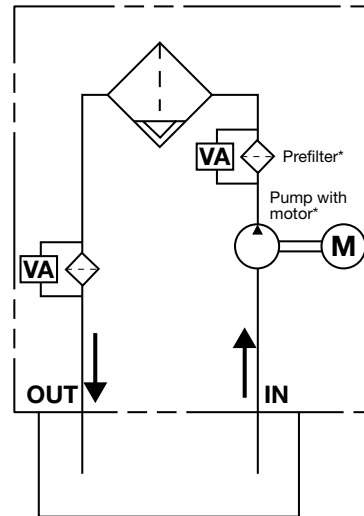 VA
Prefilter*
Pump with
motor*
M
VA
OUT
IN